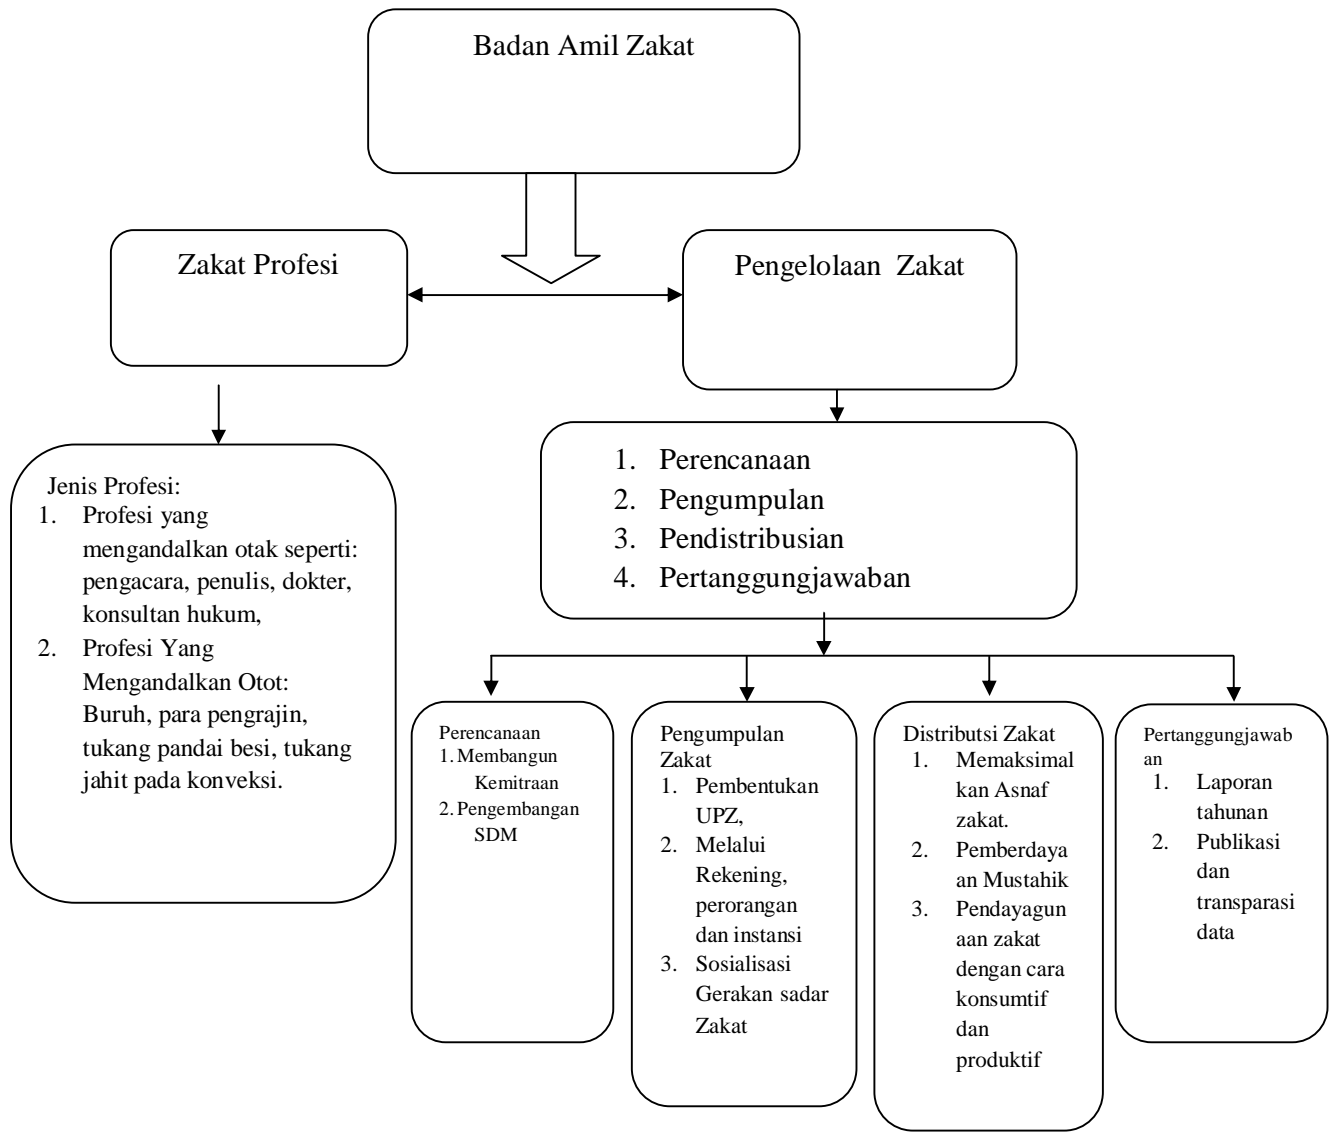 Badan Amil Zakat
Zakat Profesi
Pengelolaan Zakat
Jenis Profesi:
1. Profesi yang
mengandalkan otak seperti:
pengacara, penulis, dokter,
konsultan hukum,
2. Profesi Yang
Mengandalkan Otot:
Buruh, para pengrajin,
tukang pandai besi, tukang
jahit pada konveksi.
1. Perencanaan
2. Pengumpulan
3. Pendistribusian
4. Pertanggungjawaban
Perencanaan
1. Membangun
Kemitraan
2. Pengembangan
SDM
Pengumpulan
Zakat
1. Pembentukan
UPZ,
2. Melalui
Rekening,
perorangan
dan instansi
3. Sosialisasi
Gerakan sadar
Zakat
Distributsi Zakat
1. Memaksimal
kan Asnaf
zakat.
2. Pemberdaya
an Mustahik
3. Pendayagun
aan zakat
dengan cara
konsumtif
dan
produktif
Pertanggungjawab
an
1. Laporan
tahunan
2. Publikasi
dan
transparasi
data